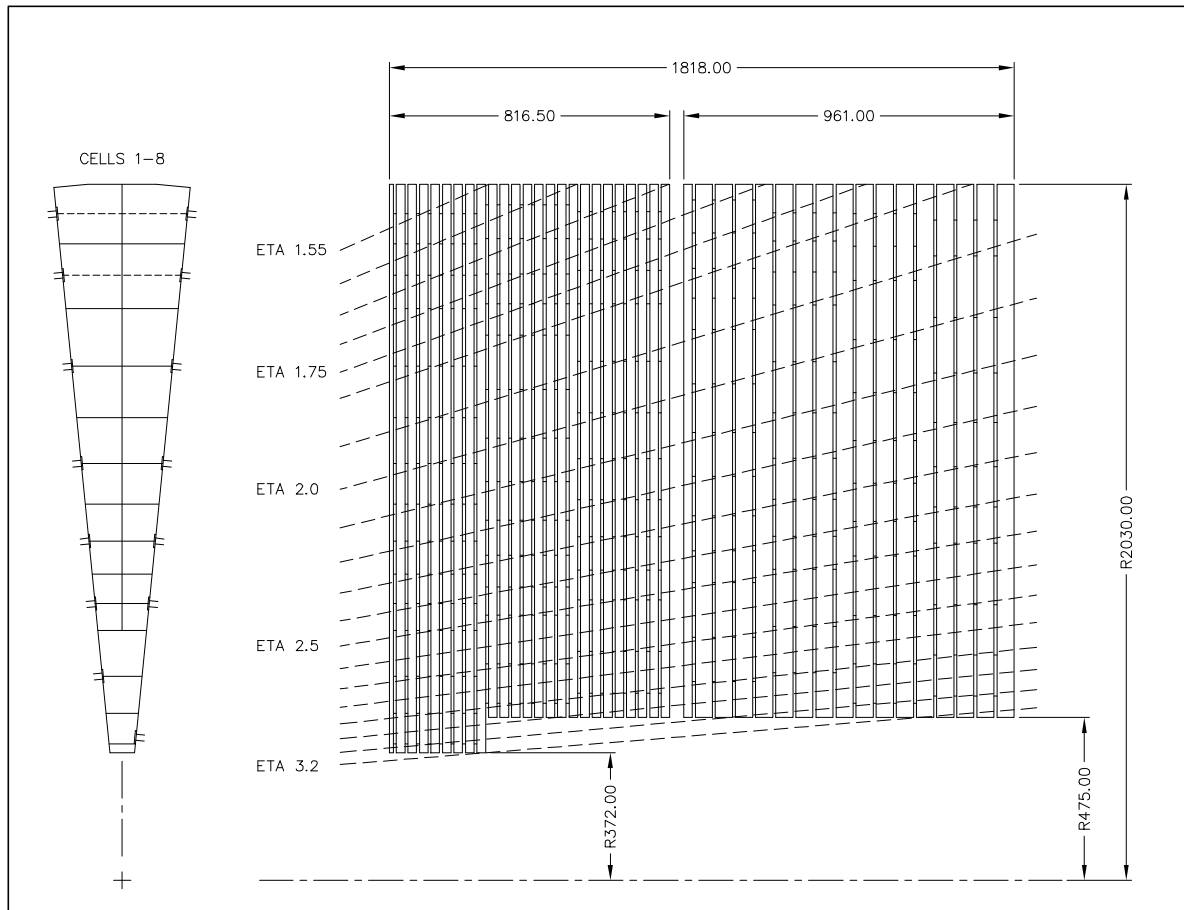 1818.00
816.50
961.00
CELLS 1-8
ETA 1.55
ETA 1.75
ETA 2.0
ETA 2.5
ETA 3.2
R372.00
R475.00
R2030.00